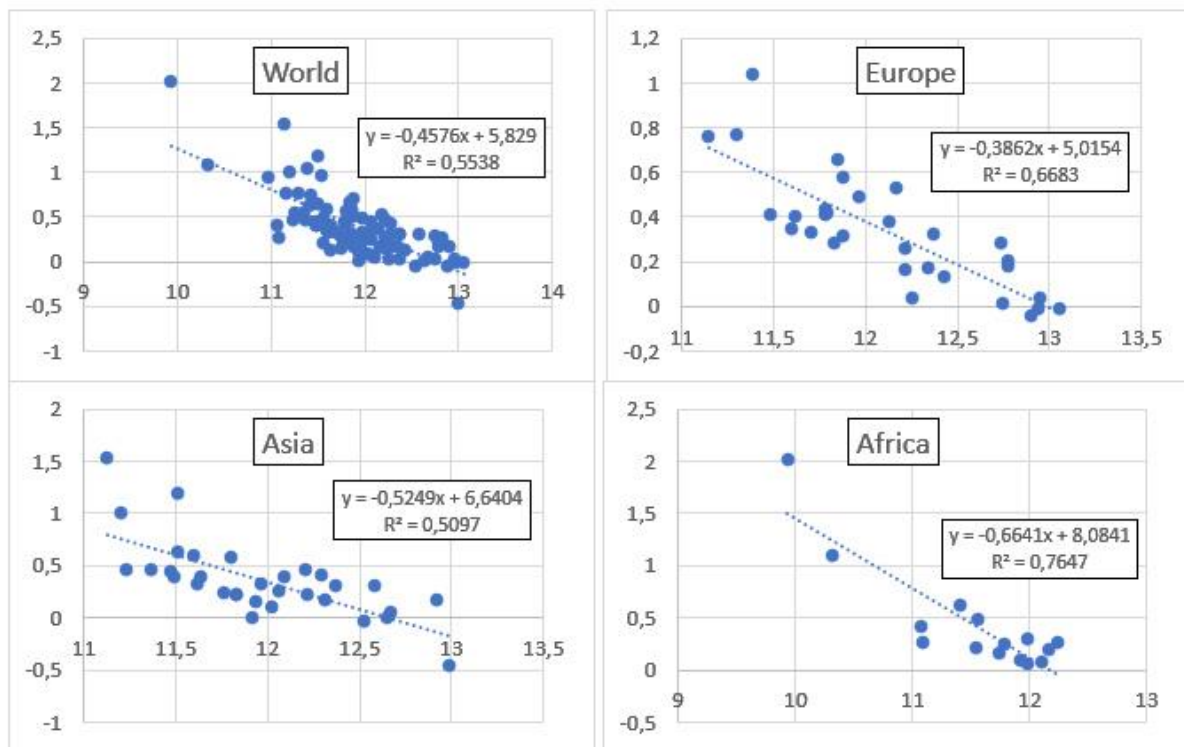 World
y = -0,4576x + 5,829
R² = 0,5538
2,5
2
1,5
1
0,5
0
-0,5
-1
9 10 11 12 13 14
Europe
y = -0,3862x + 5,0154
R² = 0,6683
1,2
1
0,8
0,6
0,4
0,2
0
-0,2
11 11,5 12 12,5 13 13,5
Asia
y = -0,5249x + 6,6404
R² = 0,5097
2
1,5
1
0,5
0
-0,5
-1
11 11,5 12 12,5 13 13,5
Africa
y = -0,6641x + 8,0841
R² = 0,7647
2,5
2
1,5
1
0,5
0
-0,5
9 10 11 12 13